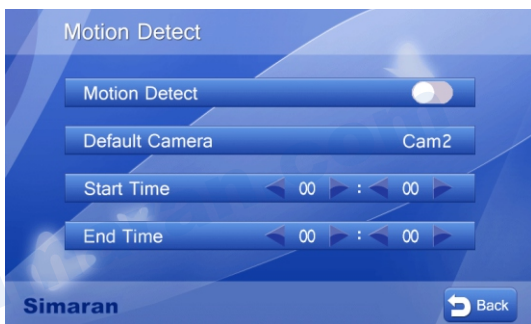 Motion Detect
Motion Detect
Default Camera Cam2
Start Time 00 : 00
End Time 00 : 00
Simaran Back